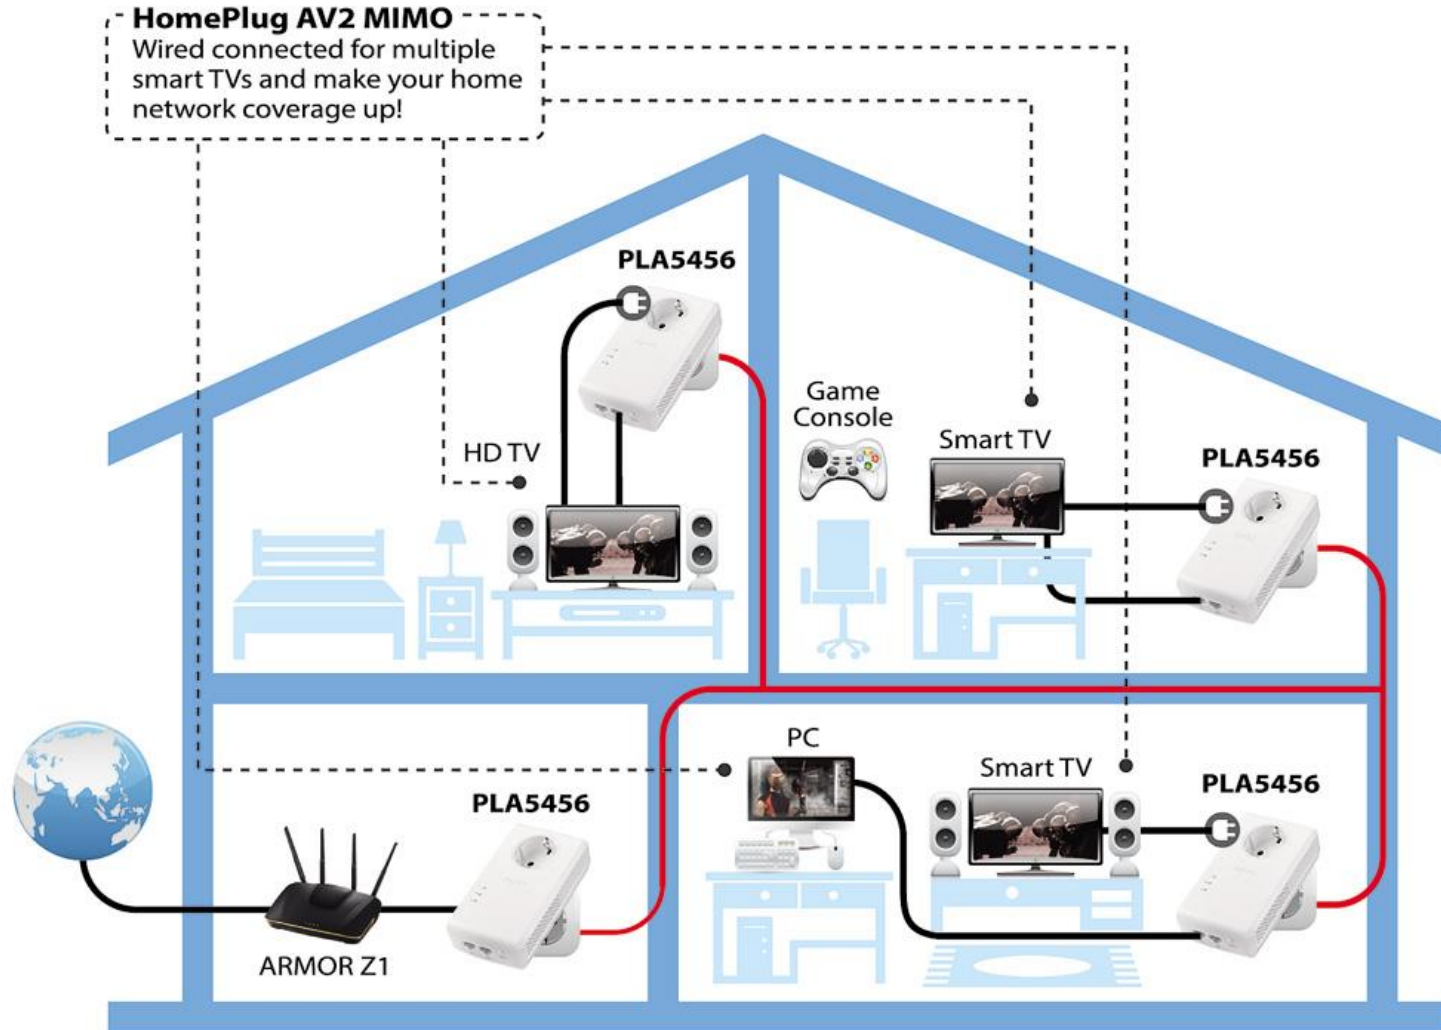 HomePlug AV2 MIMO
Wired connected for multiple
smart TVs and make your home
network coverage up!
PLA5456
Game
Console
HD TV
Smart TV
PLA5456
PC
Smart TV
PLA5456
PLA5456
ARMOR Z1